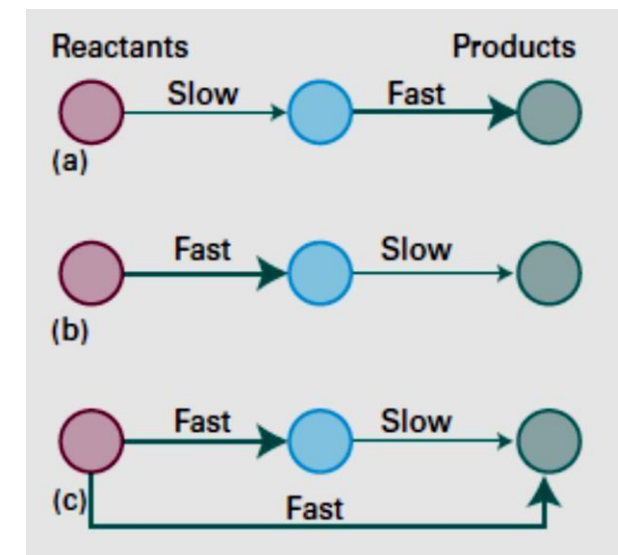 Reactants Products
Slow Fast
(a)
Fast Slow
(b)
Fast Slow
(c)
Fast